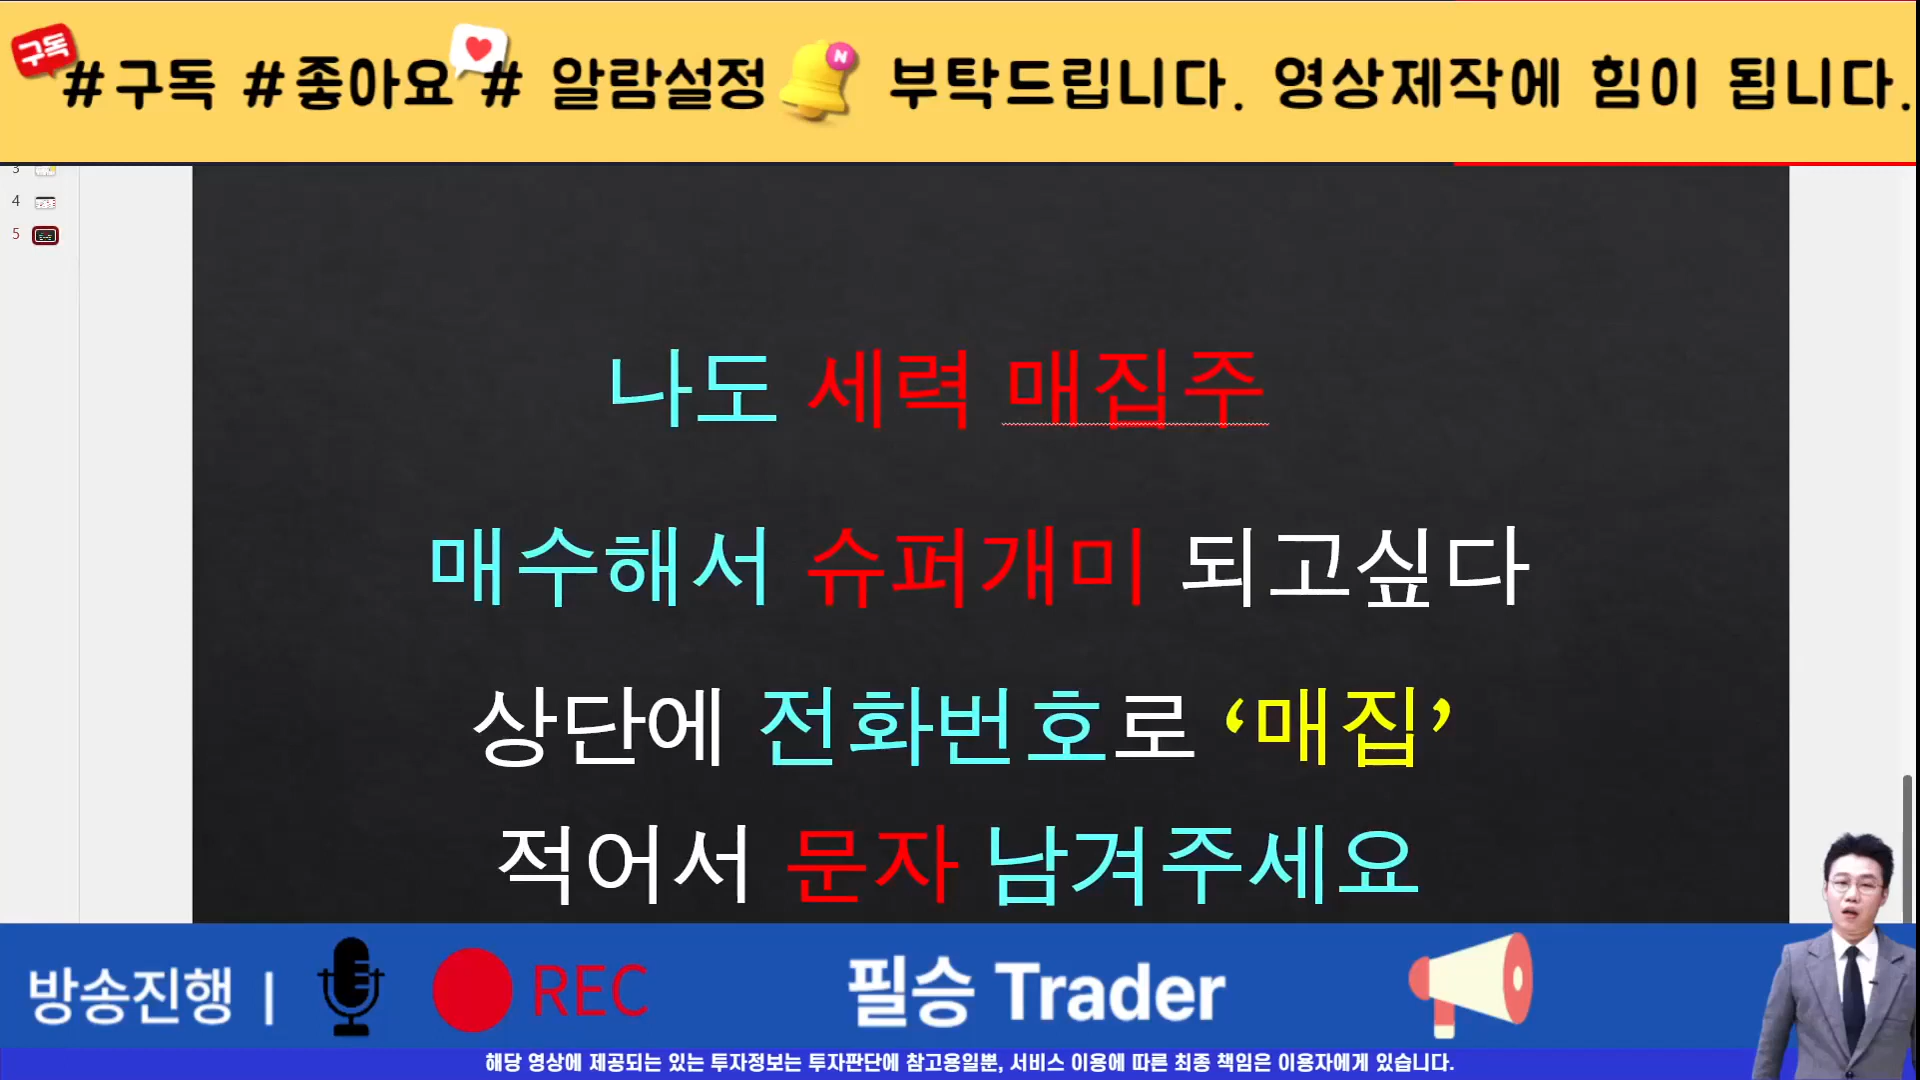 구독
#구독 #좋아요 # 알람설정 N 부탁드립니다. 영상제작에 힘이 됩니다.
3
4
5
나도 세력 매집주
매수해서 슈퍼개미 되고싶다
상단에 전화번호로 ‘매집’
적어서 문자 남겨주세요
방송진행 | REC 필승 Trader
해당 영상에 제공되는 있는 투자정보는 투자판단에 참고용일뿐, 서비스 이용에 따른 최종 책임은 이용자에게 있습니다.